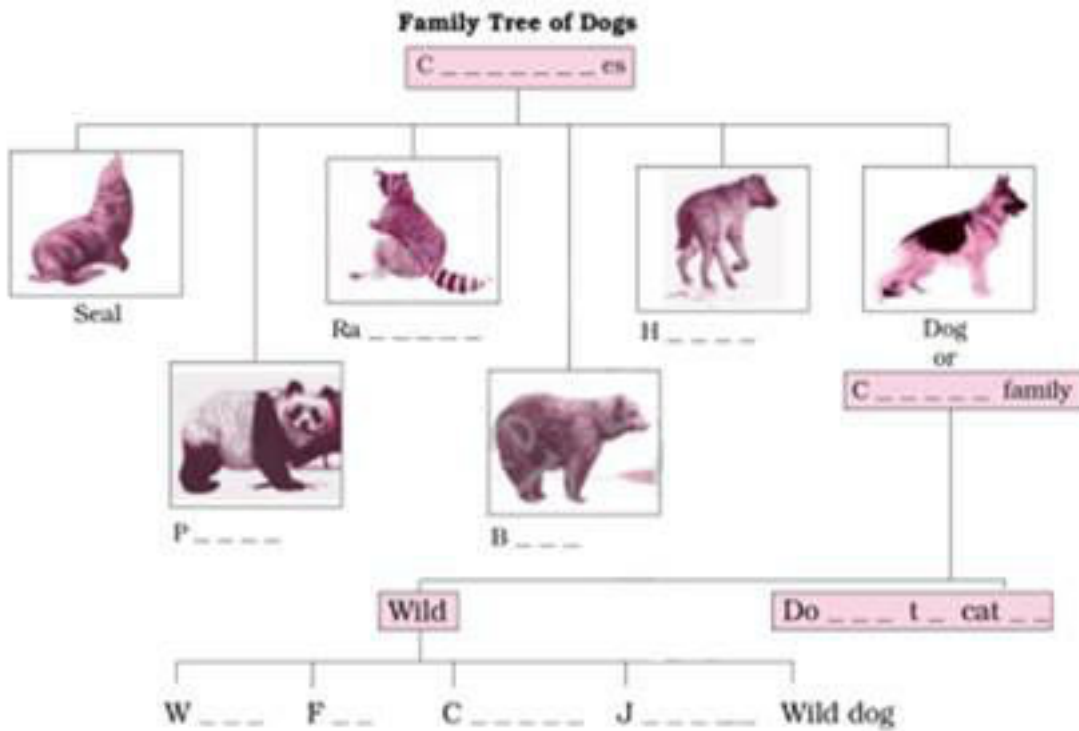 Family Tree of Dogs
C _ _ _ _ _ _ _ es
Seal
Ra _ _ _ _ _
H _ _ _ _
Dog
or
C _ _ _ _ _ family
P _ _ _ _
B _ _ _
Wild
Do _ _ _ t _ cat _ _
W _ _ _
F _ _
C _ _ _ _ _
J _ _ _ _ _
Wild dog